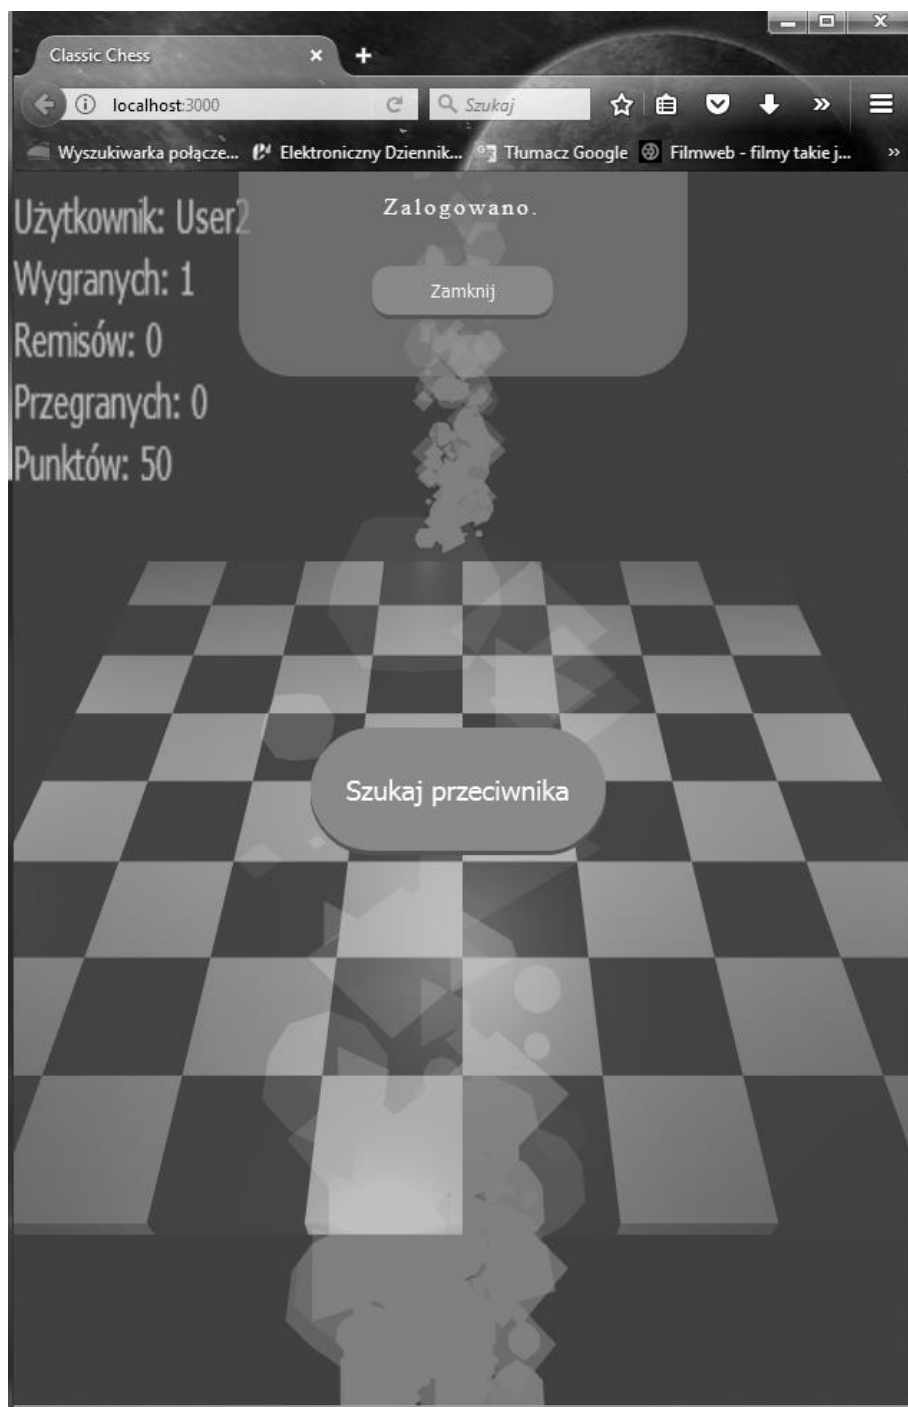 Classic Chess
localhost:3000
Szukaj
Wyszukiwarka połącze... Elektroniczny Dziennik... Tłumacz Google Filmweb - filmy takie j...
Użytkownik: User2
Wygranych: 1
Remisów: 0
Przegranych: 0
Punktów: 50
Zalogowano.
Zamknij
Szukaj przeciwnika